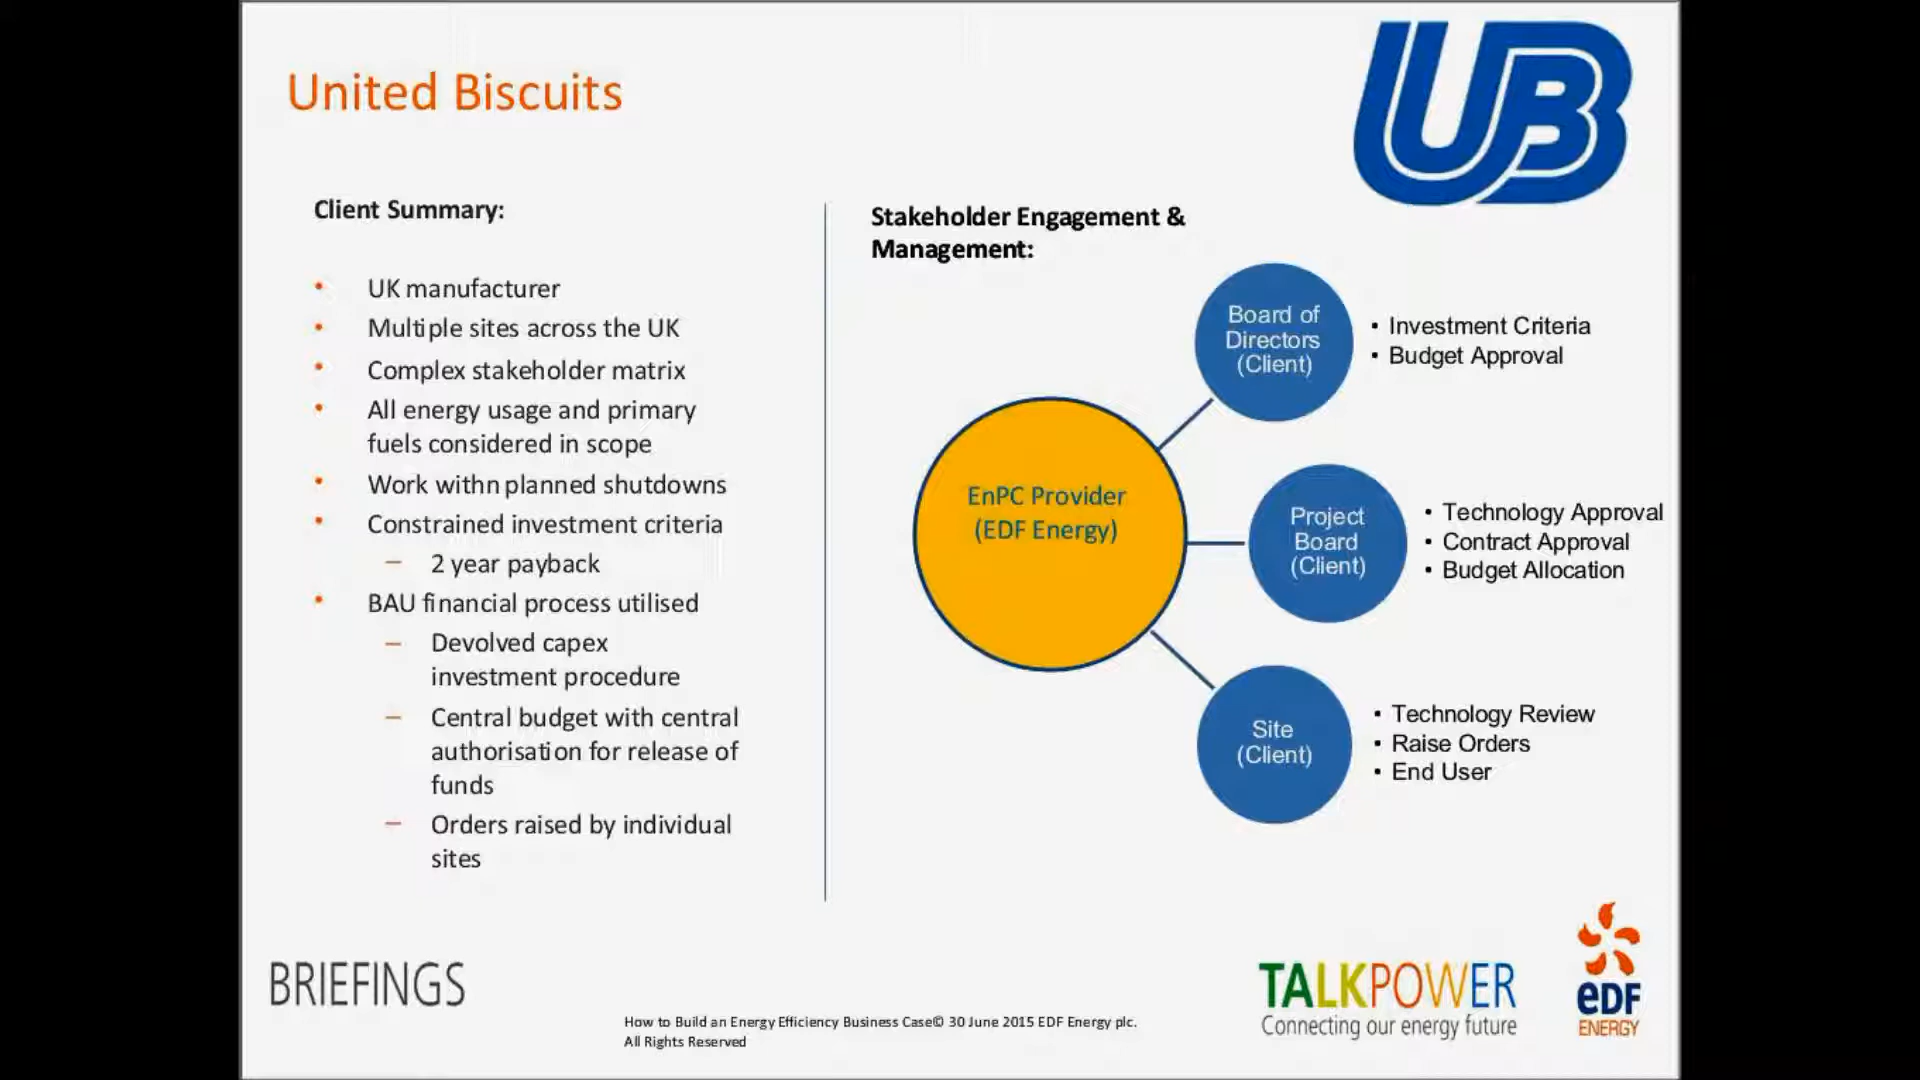 United Biscuits
UB
Client Summary:
• UK manufacturer
• Multiple sites across the UK
• Complex stakeholder matrix
• All energy usage and primary
fuels considered in scope
• Work withn planned shutdowns
• Constrained investment criteria
– 2 year payback
• BAU financial process utilised
– Devolved capex
investment procedure
– Central budget with central
authorisation for release of
funds
– Orders raised by individual
sites
Stakeholder Engagement &
Management:
EnPC Provider
(EDF Energy)
Board of
Directors
(Client)
• Investment Criteria
• Budget Approval
Project
Board
(Client)
• Technology Approval
• Contract Approval
• Budget Allocation
Site
(Client)
• Technology Review
• Raise Orders
• End User
BRIEFINGS
How to Build an Energy Efficiency Business Case© 30 June 2015 EDF Energy plc.
All Rights Reserved
TALKPOWER
Connecting our energy future
eDF
ENERGY